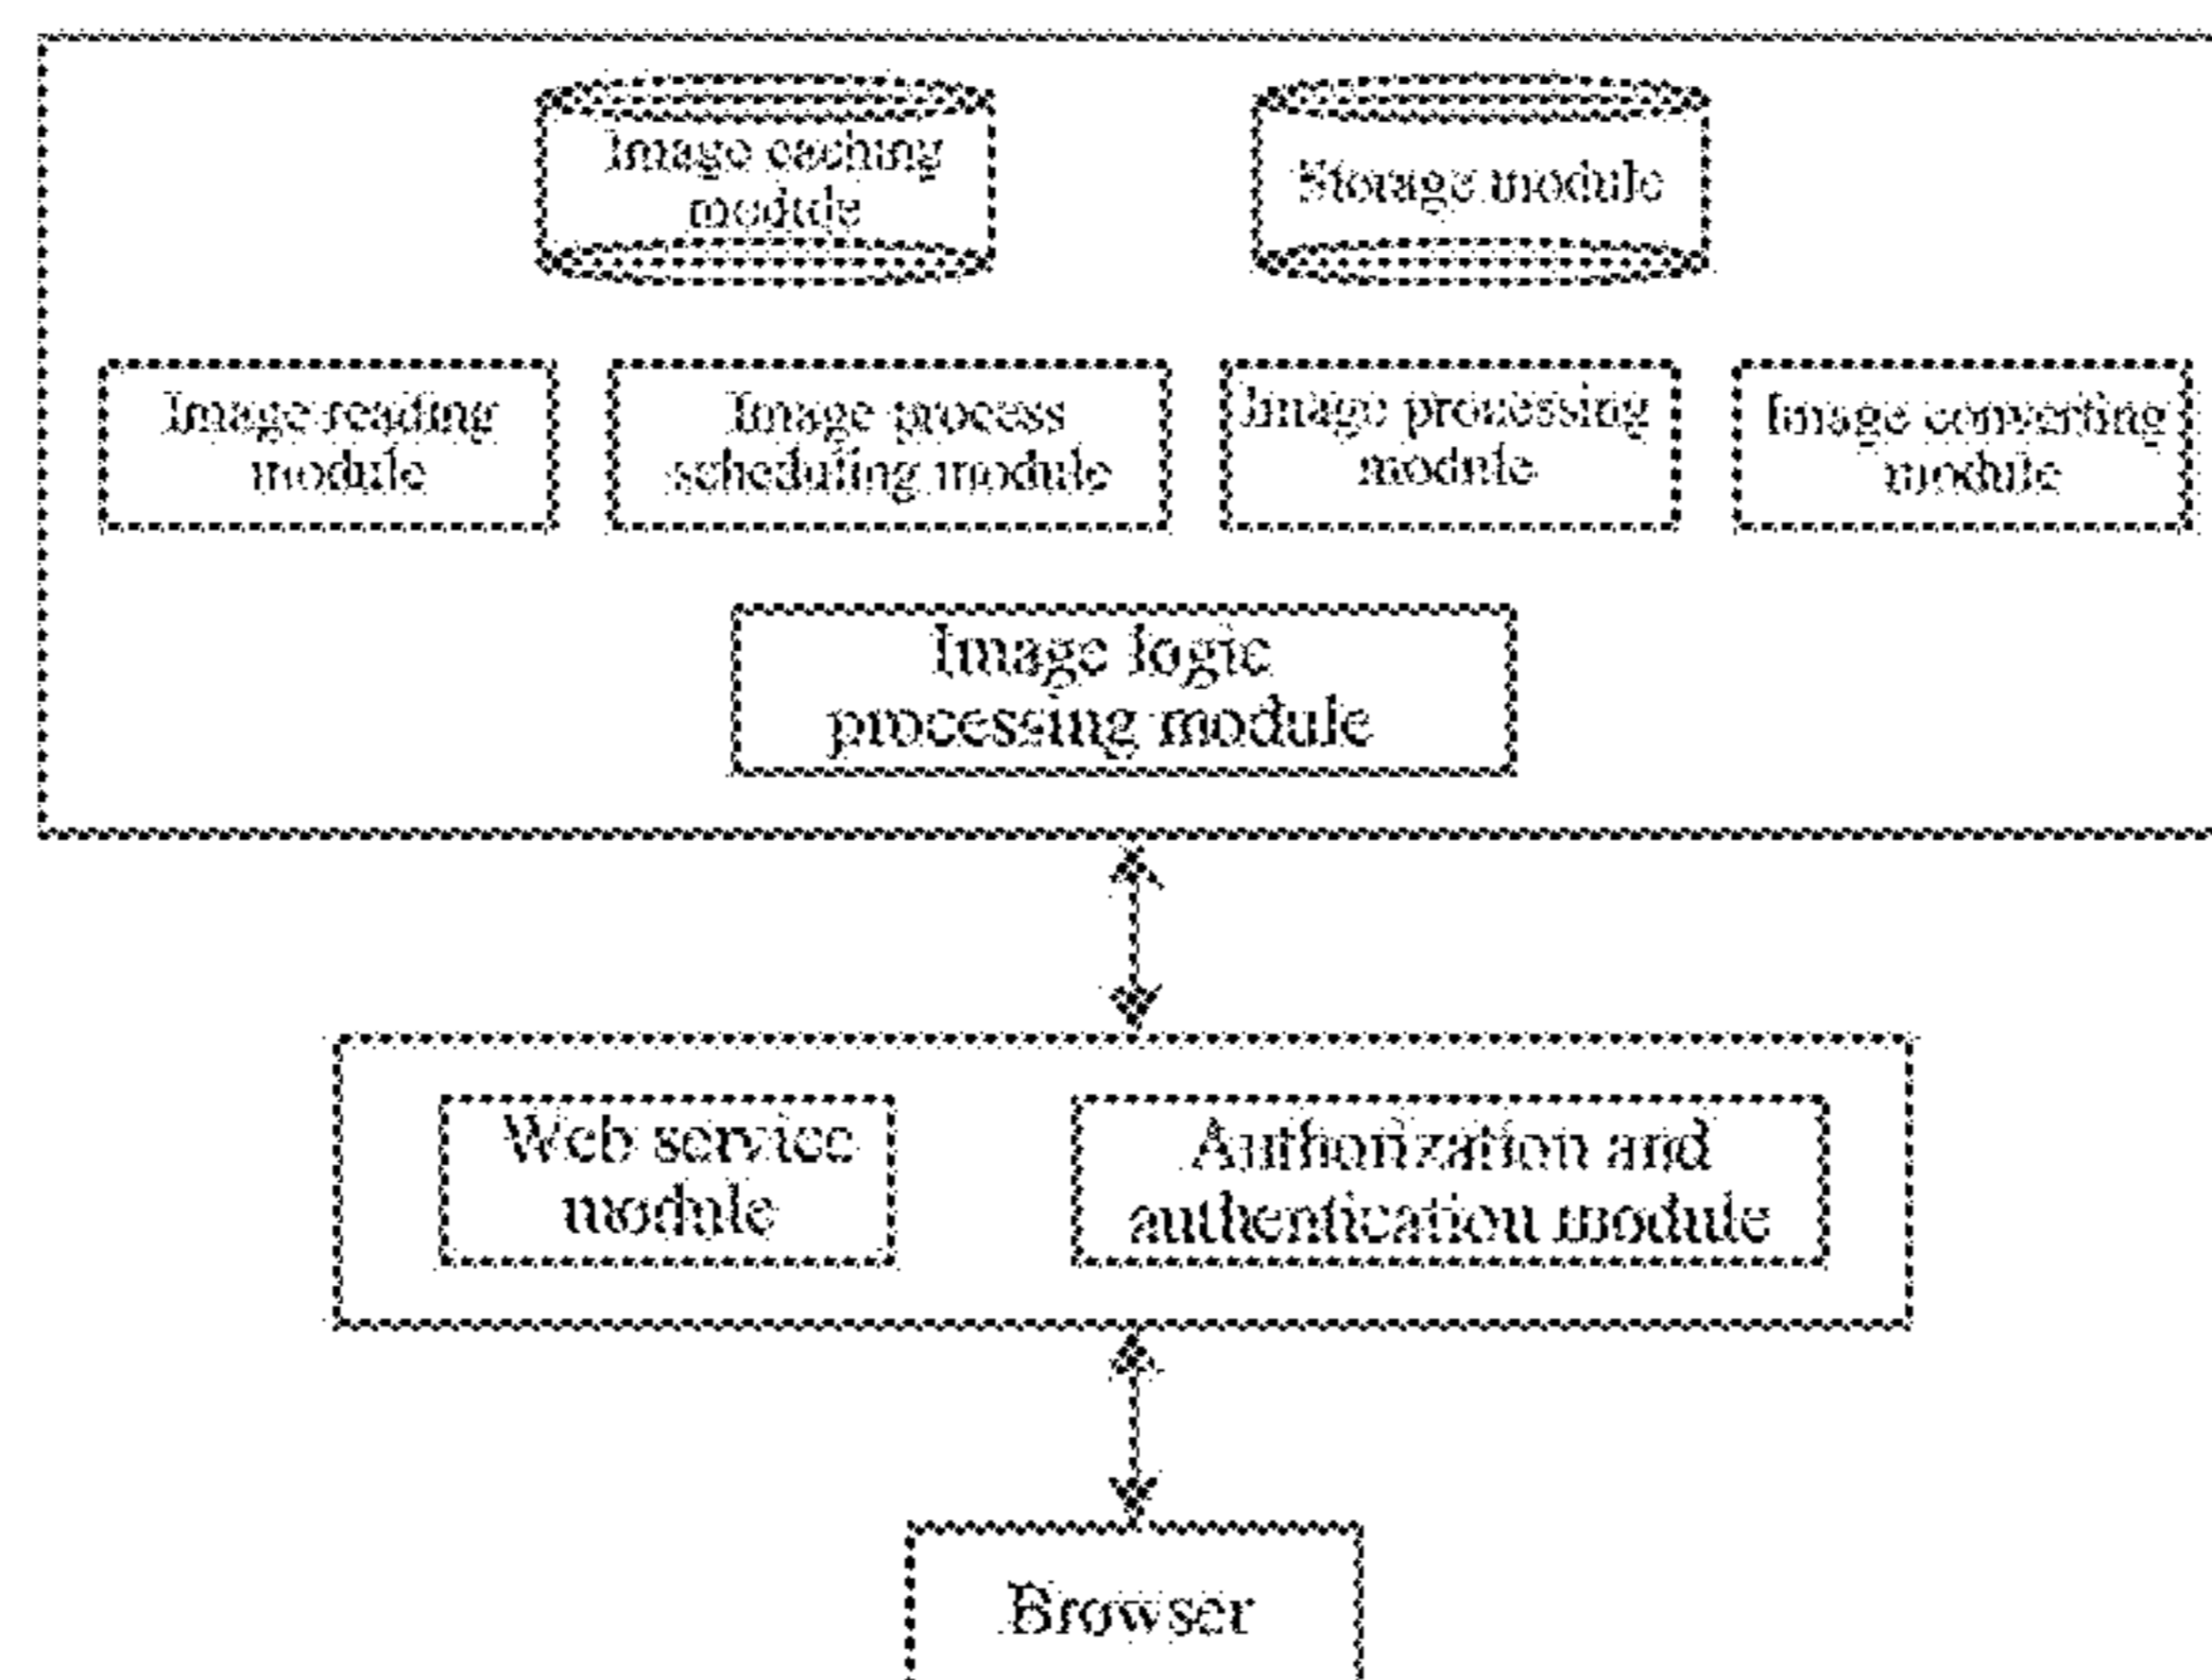 Image caching
module
Storage module
Image reading
module
Image process
scheduling module
Image processing
module
Image converting
module
Image logic
processing module
Web service
module
Authorization and
authentication module
Browser